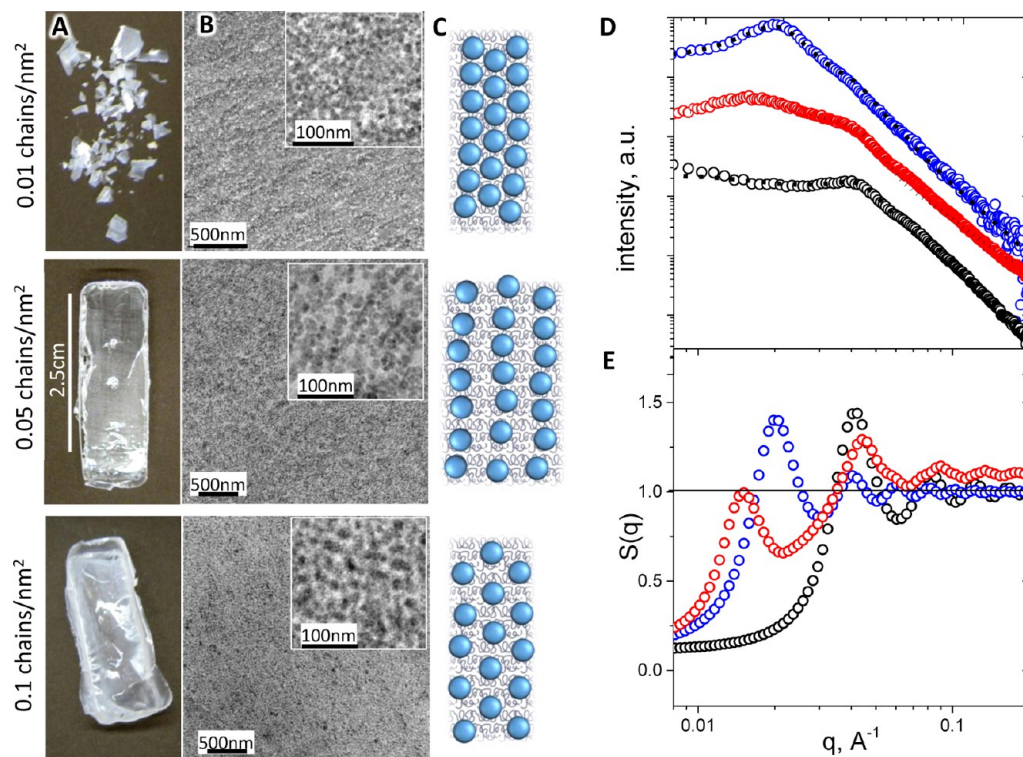 A
B
C
D
0.01 chains/nm²
100nm
500nm
intensity, a.u.
0.05 chains/nm²
2.5cm
100nm
500nm
E
1.5
1.0
0.5
0.0
S(q)
0.1 chains/nm²
100nm
500nm
0.01
0.1
q, A⁻¹